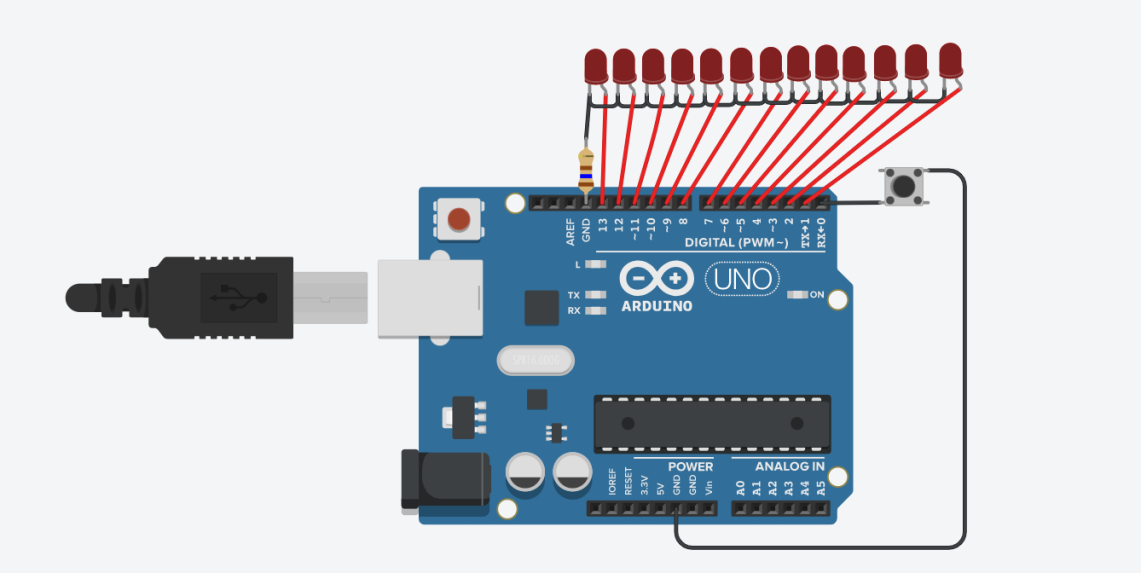 AREF
GND
13
12
~11
~10
~9
8
7
~6
~5
4
~3
2
TX→1
RX←0
DIGITAL (PWM~)
L
TX
RX
UNO
ON
ARDUINO
POWER
ANALOG IN
IOREF
RESET
3.3V
5V
GND
GND
Vin
A0
A1
A2
A3
A4
A5